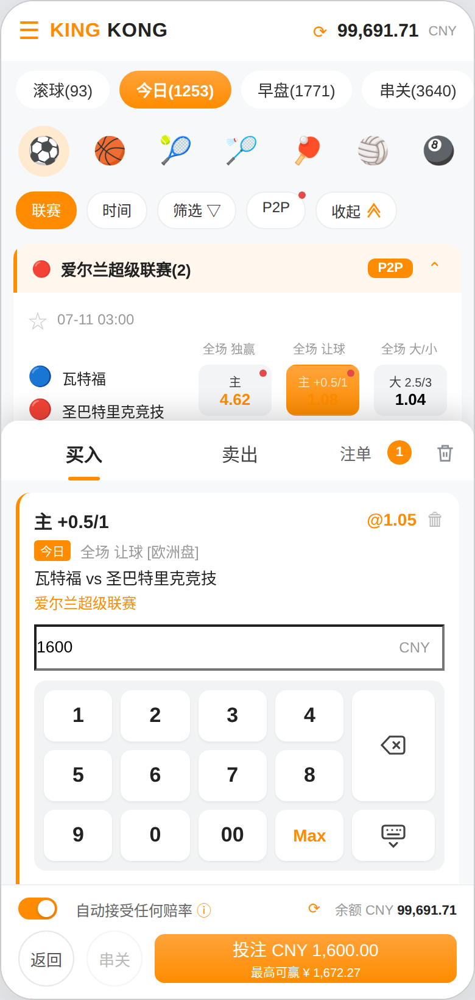 KING KONG 99,691.71 CNY
滚球(93) 今日(1253) 早盘(1771) 串关(3640)
联赛 时间 筛选 ▽ P2P 收起
爱尔兰超级联赛(2) P2P
07-11 03:00
全场 独赢 全场 让球 全场 大/小
瓦特福 主 主 +0.5/1 大 2.5/3
4.62 1.08 1.04
圣巴特里克竞技
买入 卖出 注单 1
主 +0.5/1 @1.05
今日 全场 让球 [欧洲盘]
瓦特福 vs 圣巴特里克竞技
爱尔兰超级联赛
1600 CNY
1 2 3 4
5 6 7 8
9 0 00 Max
自动接受任何赔率 余额 CNY 99,691.71
返回 串关 投注 CNY 1,600.00
最高可赢 ¥ 1,672.27